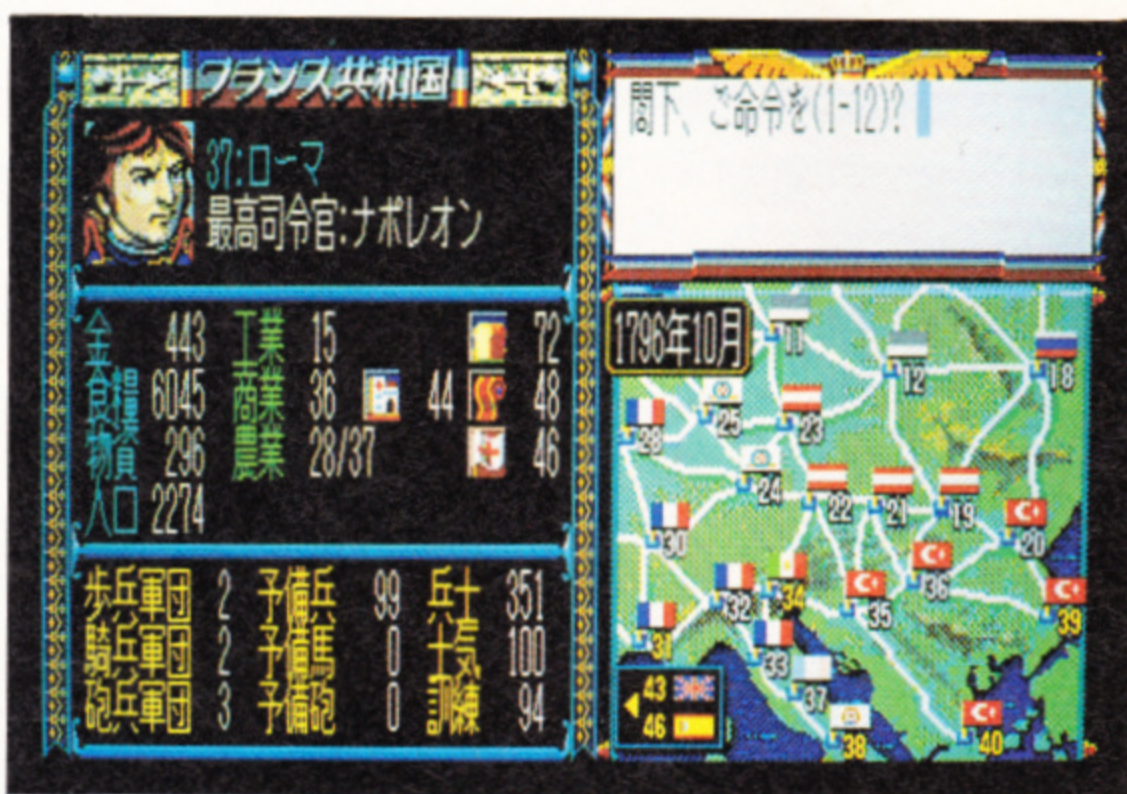 フランス共和国
37:ローマ
最高司令官:ナポレオン
金 443 工業 15 72
食糧 6045 商業 36 44 48
物資 296 農業 28/37 46
人口 2274
歩兵軍団 2 予備兵 99 兵士 351
騎兵軍団 2 予備馬 0 士気 100
砲兵軍団 3 予備砲 0 訓練 94
閣下、ご命令を(1-12)?
1796年10月
11
12
18
25
23
28
24
22
21
19
20
30
36
32
34
35
39
31
33
43
37
46
38
40